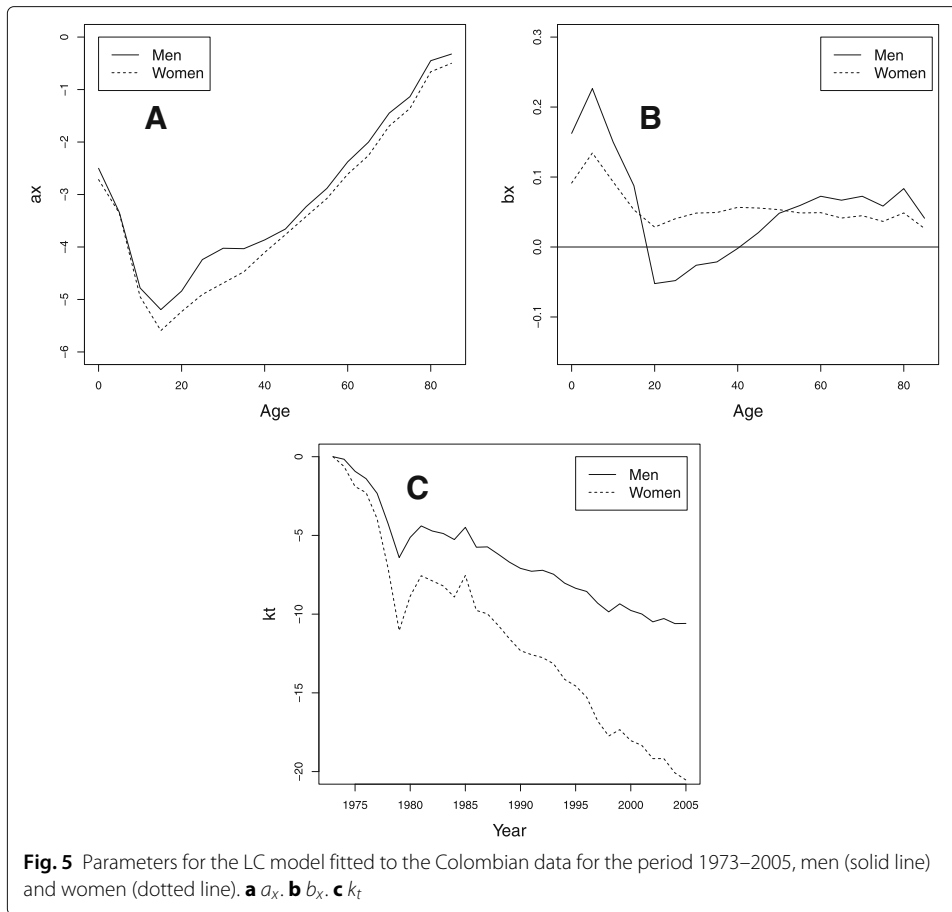 A
Men
Women
0
−1
−2
−3
−4
−5
−6
ax
0 20 40 60 80
Age
B
Men
Women
0.3
0.2
0.1
0.0
−0.1
bx
0 20 40 60 80
Age
C
Men
Women
0
−5
−10
−15
−20
kt
1975 1980 1985 1990 1995 2000 2005
Year
Fig. 5 Parameters for the LC model fitted to the Colombian data for the period 1973–2005, men (solid line)
and women (dotted line). a ax. b bx. c kt